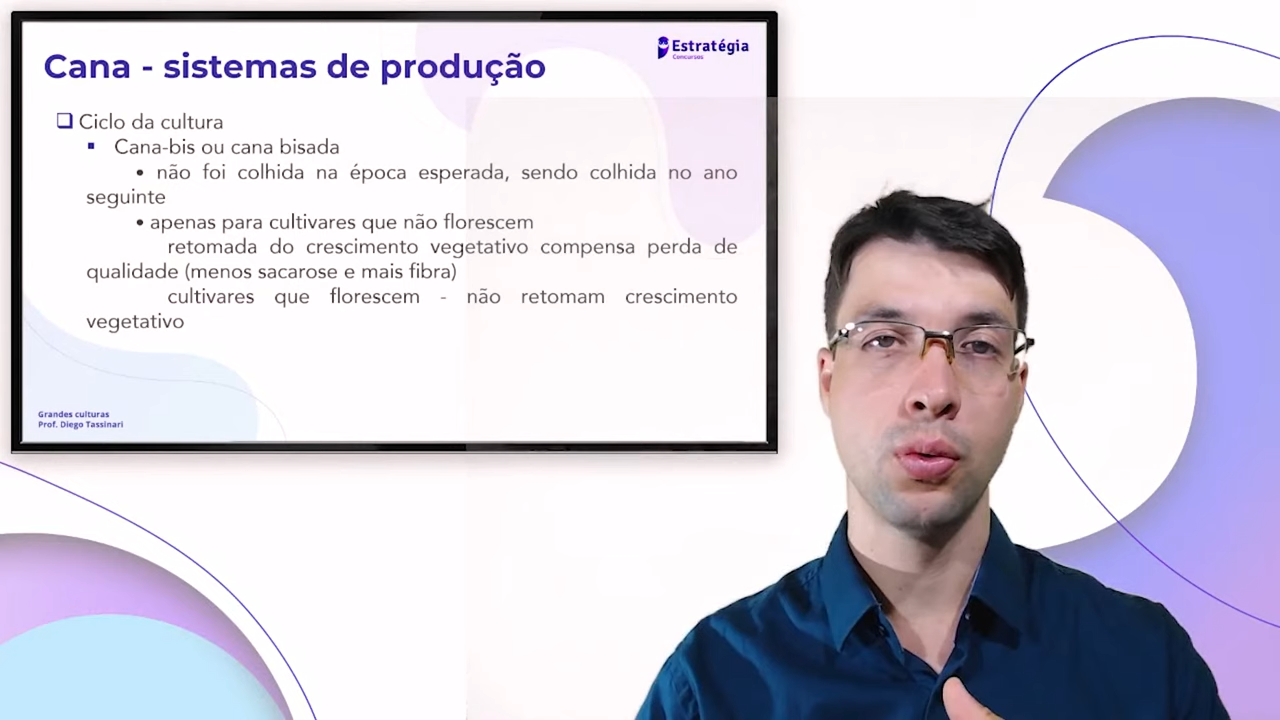 Cana - sistemas de produção
Estratégia
Concursos
❑ Ciclo da cultura
▪ Cana-bis ou cana bisada
• não foi colhida na época esperada, sendo colhida no ano
seguinte
• apenas para cultivares que não florescem
retomada do crescimento vegetativo compensa perda de
qualidade (menos sacarose e mais fibra)
cultivares que florescem - não retomam crescimento
vegetativo
Grandes culturas
Prof. Diego Tassinari